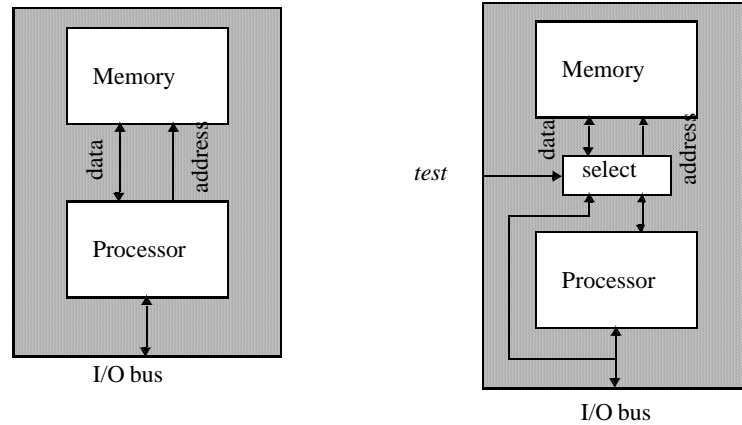 Memory
data
address
Processor
I/O bus
Memory
data
address
test
select
Processor
I/O bus